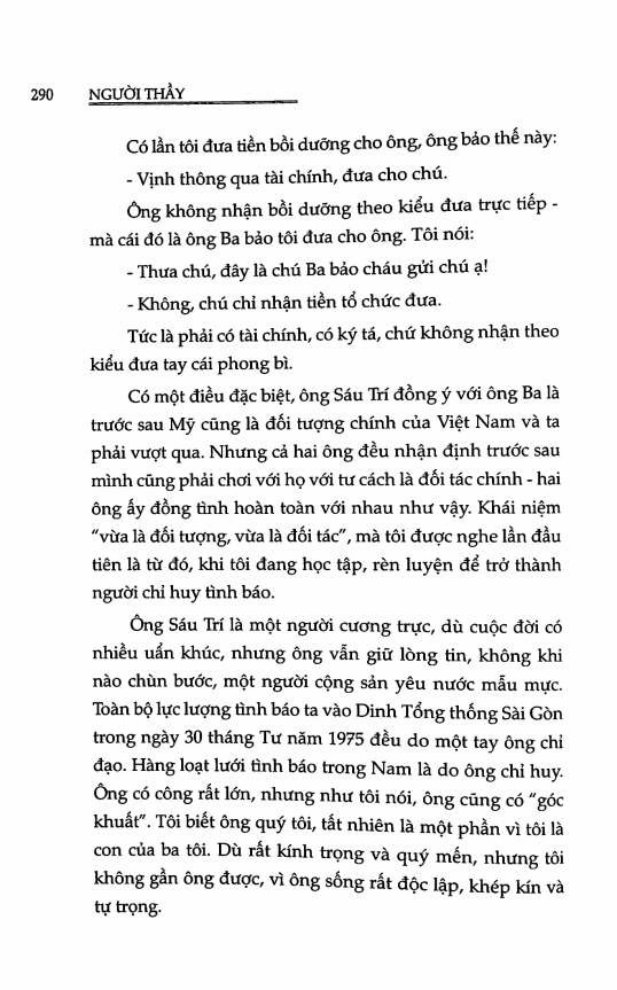 290 NGƯỜI THẦY
Có lần tôi đưa tiền bồi dưỡng cho ông, ông bảo thế này:
- Vịnh thông qua tài chính, đưa cho chú.
Ông không nhận bồi dưỡng theo kiểu đưa trực tiếp -
mà cái đó là ông Ba bảo tôi đưa cho ông. Tôi nói:
- Thưa chú, đây là chú Ba bảo cháu gửi chú ạ!
- Không, chú chỉ nhận tiền tổ chức đưa.
Tức là phải có tài chính, có ký tá, chứ không nhận theo
kiểu đưa tay cái phong bì.
Có một điều đặc biệt, ông Sáu Trí đồng ý với ông Ba là
trước sau Mỹ cũng là đối tượng chính của Việt Nam và ta
phải vượt qua. Nhưng cả hai ông đều nhận định trước sau
mình cũng phải chơi với họ với tư cách là đối tác chính - hai
ông ấy đồng tình hoàn toàn với nhau như vậy. Khái niệm
"vừa là đối tượng, vừa là đối tác", mà tôi được nghe lần đầu
tiên là từ đó, khi tôi đang học tập, rèn luyện để trở thành
người chỉ huy tình báo.
Ông Sáu Trí là một người cương trực, dù cuộc đời có
nhiều uẩn khúc, nhưng ông vẫn giữ lòng tin, không khi
nào chùn bước, một người cộng sản yêu nước mẫu mực.
Toàn bộ lực lượng tình báo ta vào Dinh Tổng thống Sài Gòn
trong ngày 30 tháng Tư năm 1975 đều do một tay ông chỉ
đạo. Hàng loạt lưới tình báo trong Nam là do ông chỉ huy.
Ông có công rất lớn, nhưng như tôi nói, ông cũng có "góc
khuất". Tôi biết ông quý tôi, tất nhiên là một phần vì tôi là
con của ba tôi. Dù rất kính trọng và quý mến, nhưng tôi
không gần ông được, vì ông sống rất độc lập, khép kín và
tự trọng.